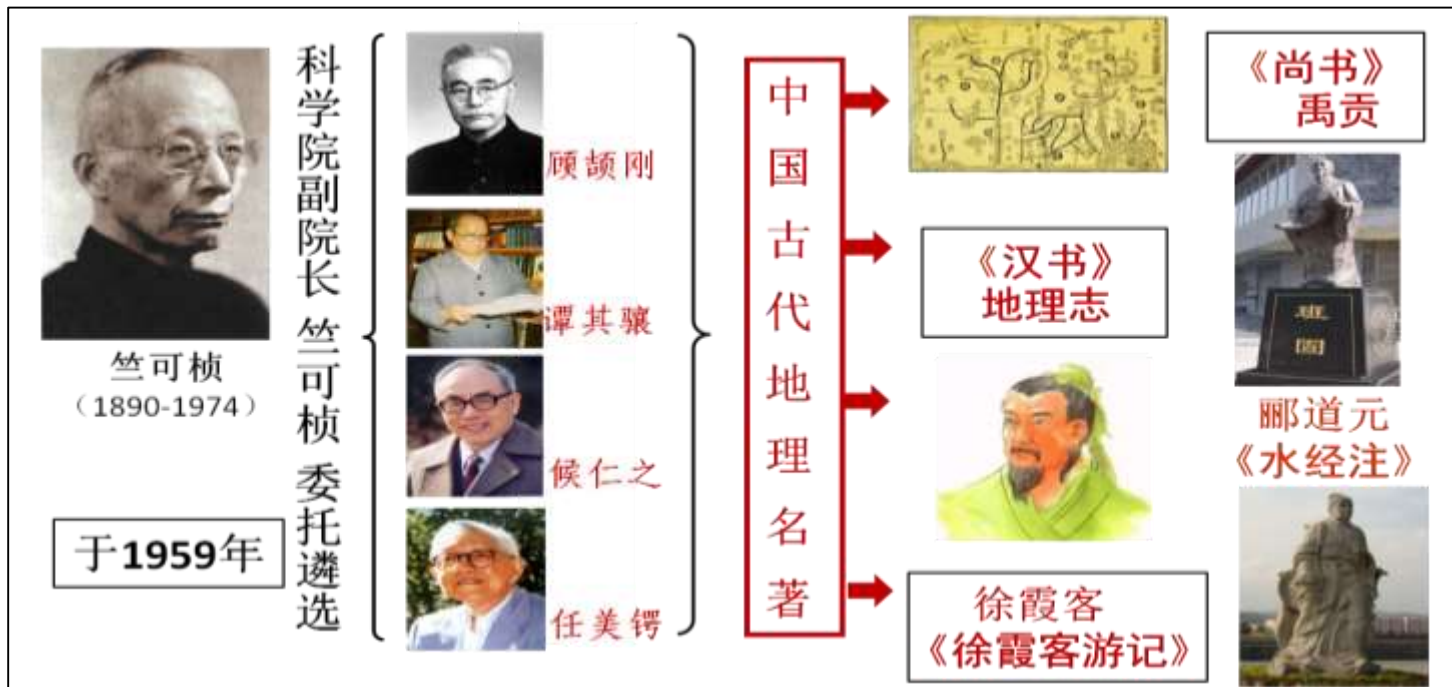 竺可桢
（1890-1974）
于1959年
科学院副院长 竺可桢 委托遴选
顾颉刚
谭其骧
候仁之
任美锷
中国古代地理名著
《尚书》
禹贡
《汉书》
地理志
班固
郦道元
《水经注》
徐霞客
《徐霞客游记》